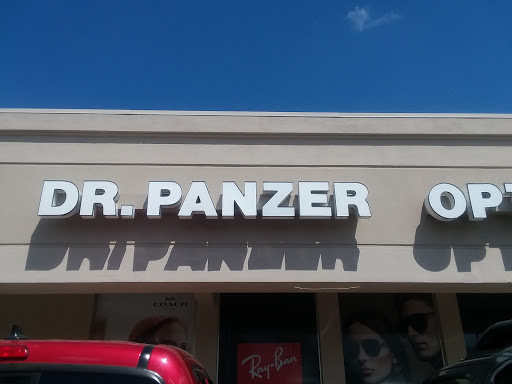 DR. PANZER OPT
COACH
Ray-Ban